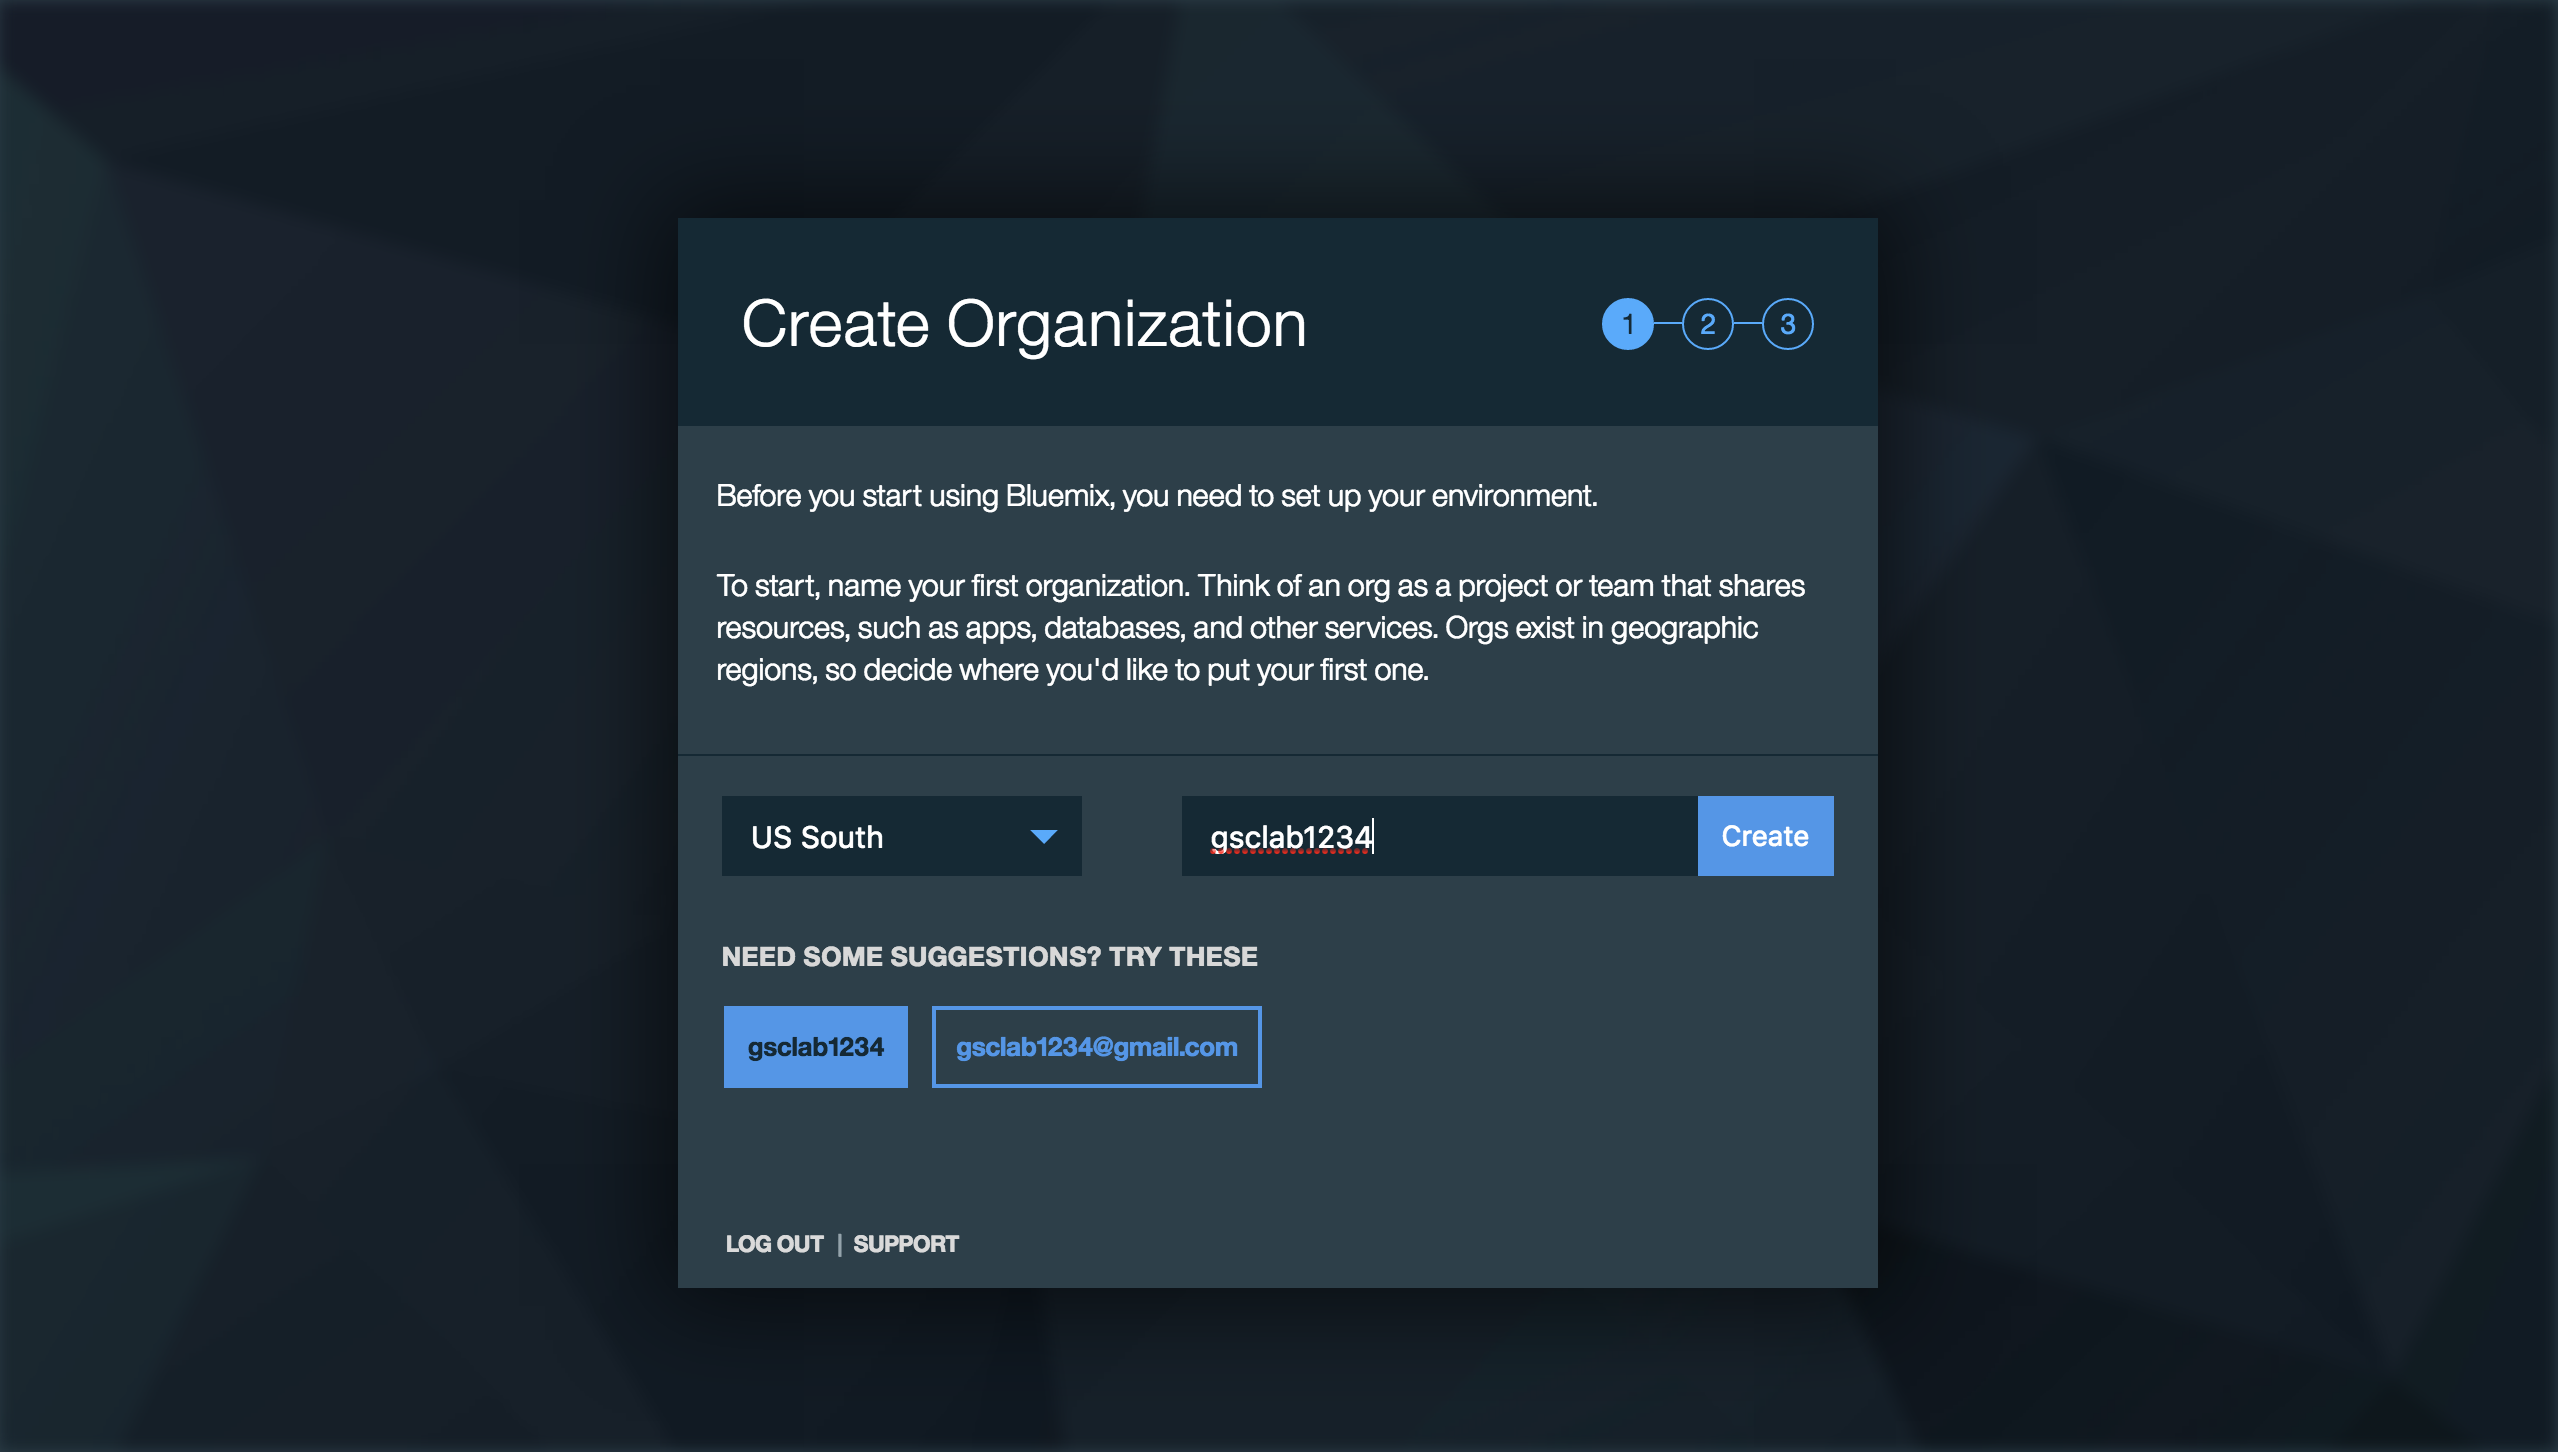 Create Organization
1
2
3
Before you start using Bluemix, you need to set up your environment.
To start, name your first organization. Think of an org as a project or team that shares
resources, such as apps, databases, and other services. Orgs exist in geographic
regions, so decide where you'd like to put your first one.
US South
gsclab1234
Create
NEED SOME SUGGESTIONS? TRY THESE
gsclab1234
gsclab1234@gmail.com
LOG OUT | SUPPORT